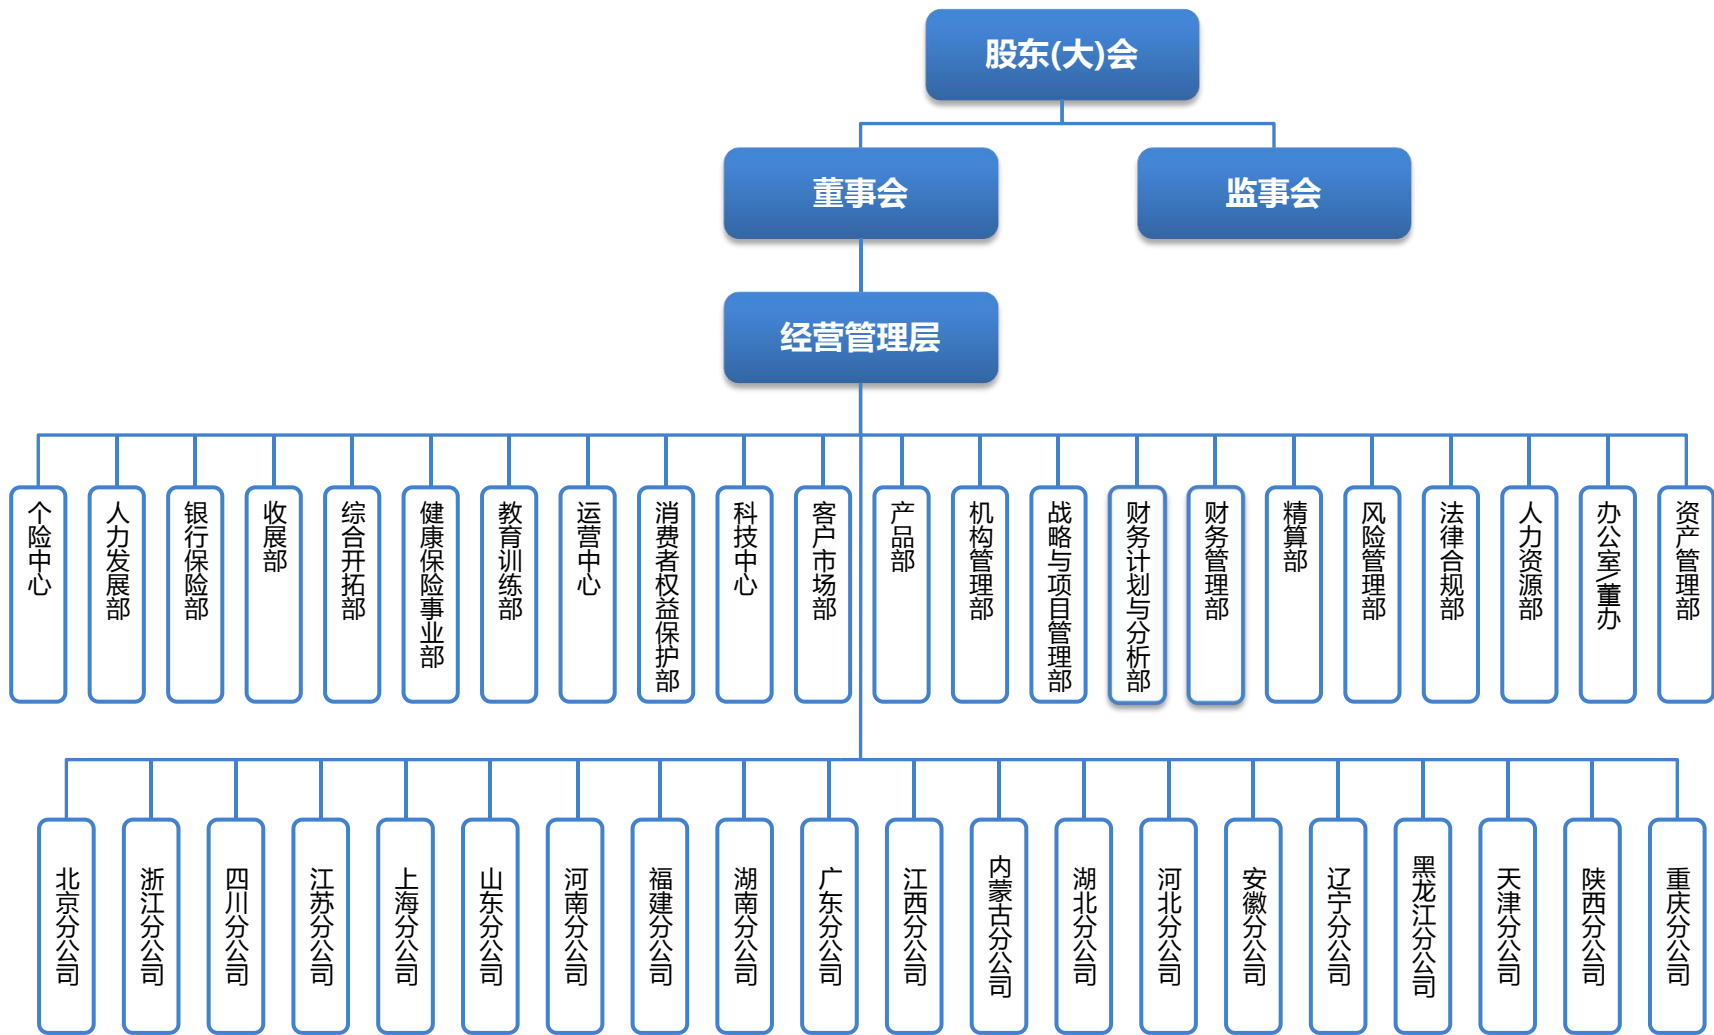 股东(大)会
董事会
监事会
经营管理层
个险中心
人力发展部
银行保险部
收展部
综合开拓部
健康保险事业部
教育训练部
运营中心
消费者权益保护部
科技中心
客户市场部
产品部
机构管理部
战略与项目管理部
财务计划与分析部
财务管理部
精算部
风险管理部
法律合规部
人力资源部
办公室/董办
资产管理部
北京分公司
浙江分公司
四川分公司
江苏分公司
上海分公司
山东分公司
河南分公司
福建分公司
湖南分公司
广东分公司
江西分公司
内蒙古分公司
湖北分公司
河北分公司
安徽分公司
辽宁分公司
黑龙江分公司
天津分公司
陕西分公司
重庆分公司